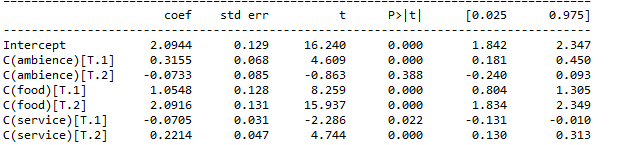 coef std err t P>|t| [0.025 0.975]
Intercept 2.0944 0.129 16.240 0.000 1.842 2.347
C(ambience)[T.1] 0.3155 0.068 4.609 0.000 0.181 0.450
C(ambience)[T.2] -0.0733 0.085 -0.863 0.388 -0.240 0.093
C(food)[T.1] 1.0548 0.128 8.259 0.000 0.804 1.305
C(food)[T.2] 2.0916 0.131 15.937 0.000 1.834 2.349
C(service)[T.1] -0.0705 0.031 -2.286 0.022 -0.131 -0.010
C(service)[T.2] 0.2214 0.047 4.744 0.000 0.130 0.313